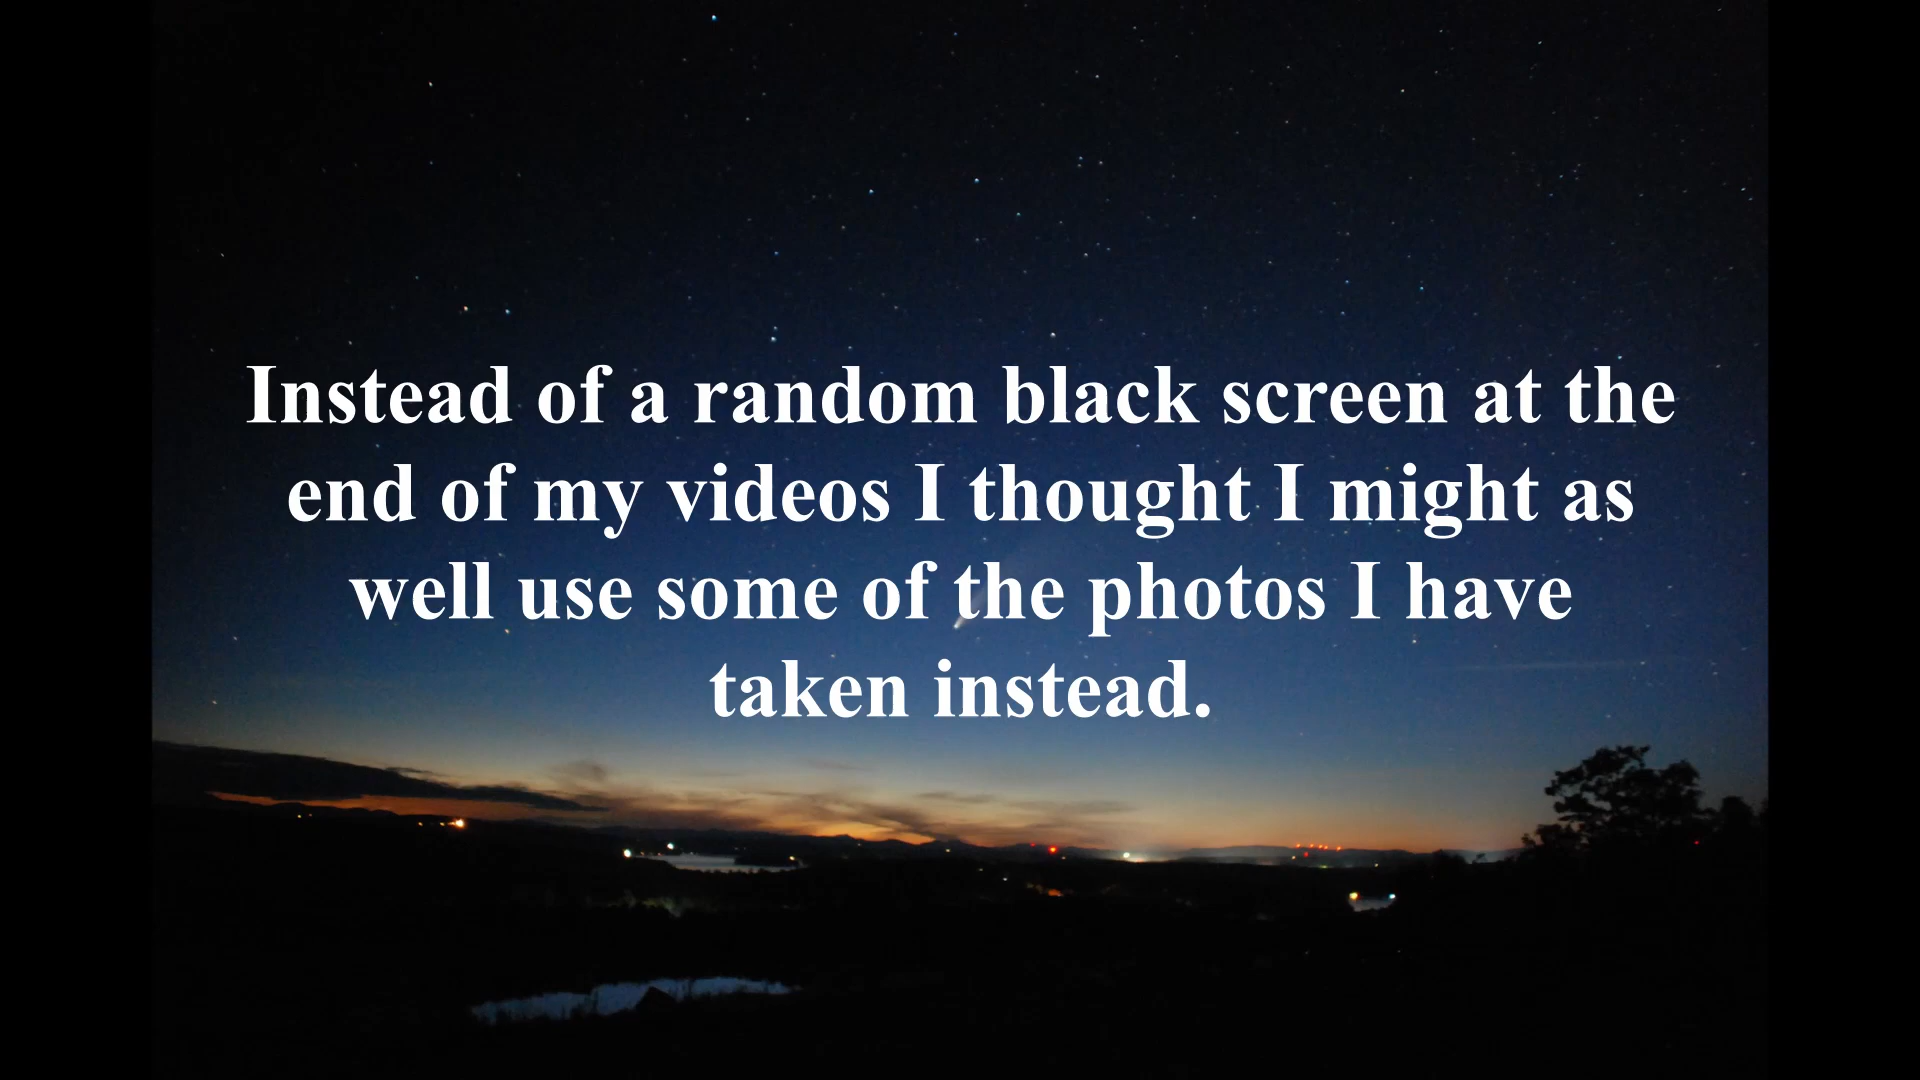 Instead of a random black screen at the
end of my videos I thought I might as
well use some of the photos I have
taken instead.